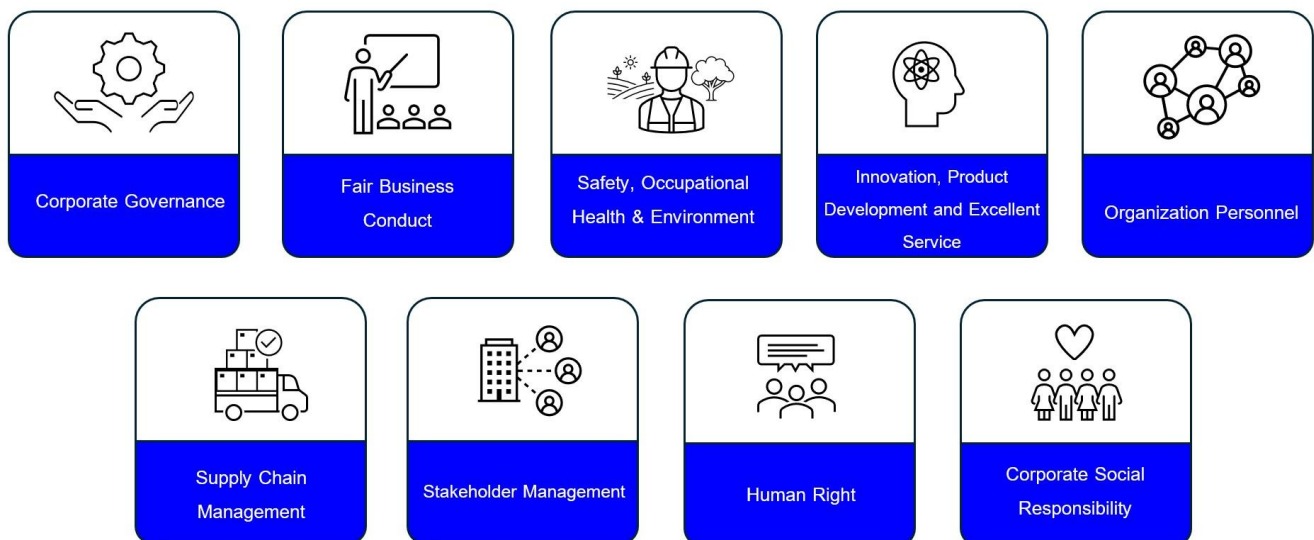 Corporate Governance
Fair Business
Conduct
Safety, Occupational
Health & Environment
Innovation, Product
Development and Excellent
Service
Organization Personnel
Supply Chain
Management
Stakeholder Management
Human Right
Corporate Social
Responsibility